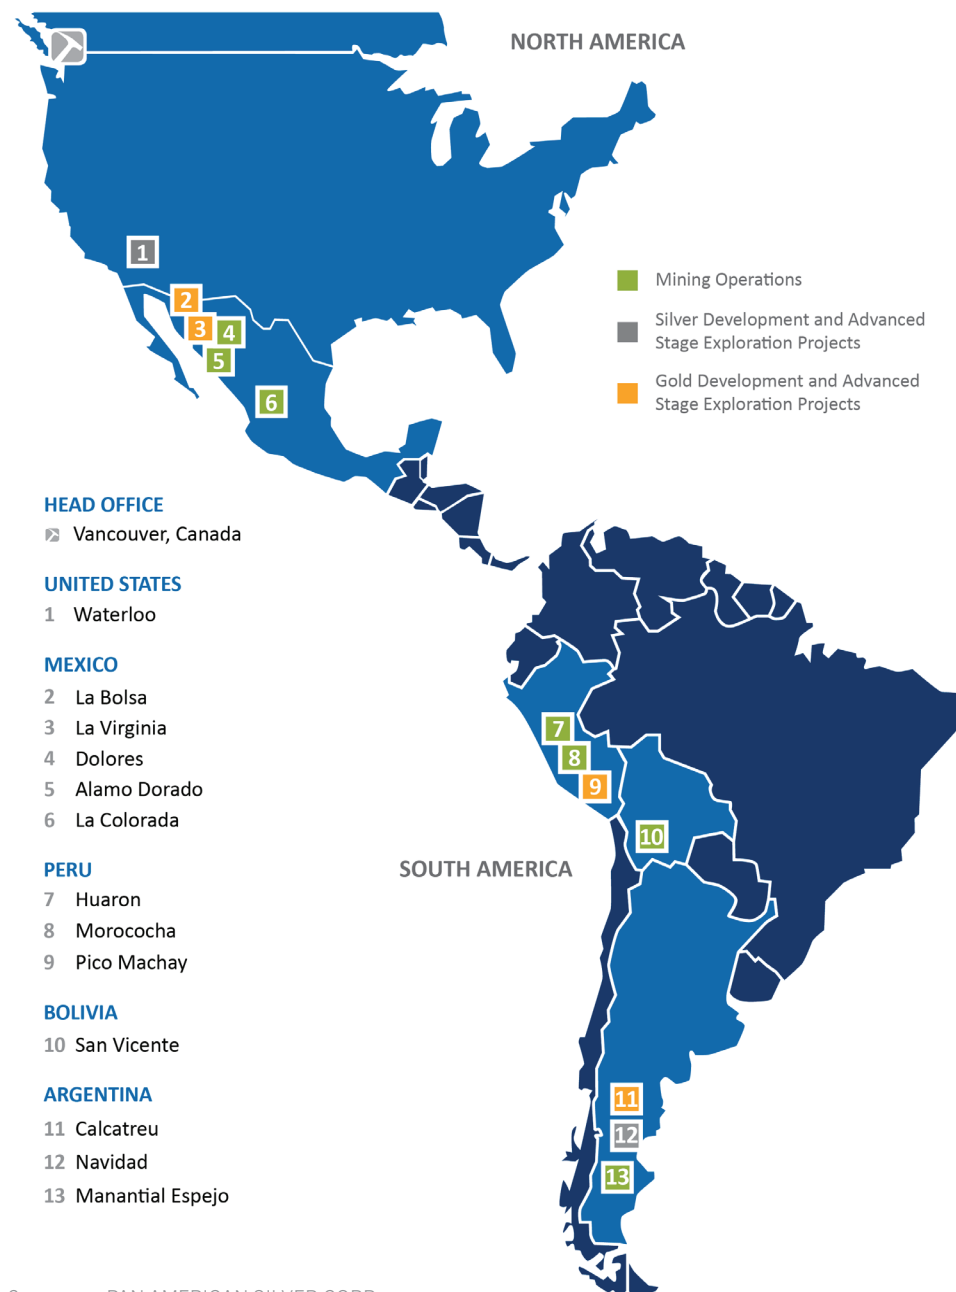 NORTH AMERICA
1
2
3
4
5
6
Mining Operations
Silver Development and Advanced
Stage Exploration Projects
Gold Development and Advanced
Stage Exploration Projects
HEAD OFFICE
Vancouver, Canada
UNITED STATES
1 Waterloo
MEXICO
2 La Bolsa
3 La Virginia
4 Dolores
5 Alamo Dorado
6 La Colorada
PERU
7 Huaron
8 Morococha
9 Pico Machay
BOLIVIA
10 San Vicente
ARGENTINA
11 Calcatreu
12 Navidad
13 Manantial Espejo
7
8
9
10
SOUTH AMERICA
11
12
13
PAN AMERICAN SILVER CORP